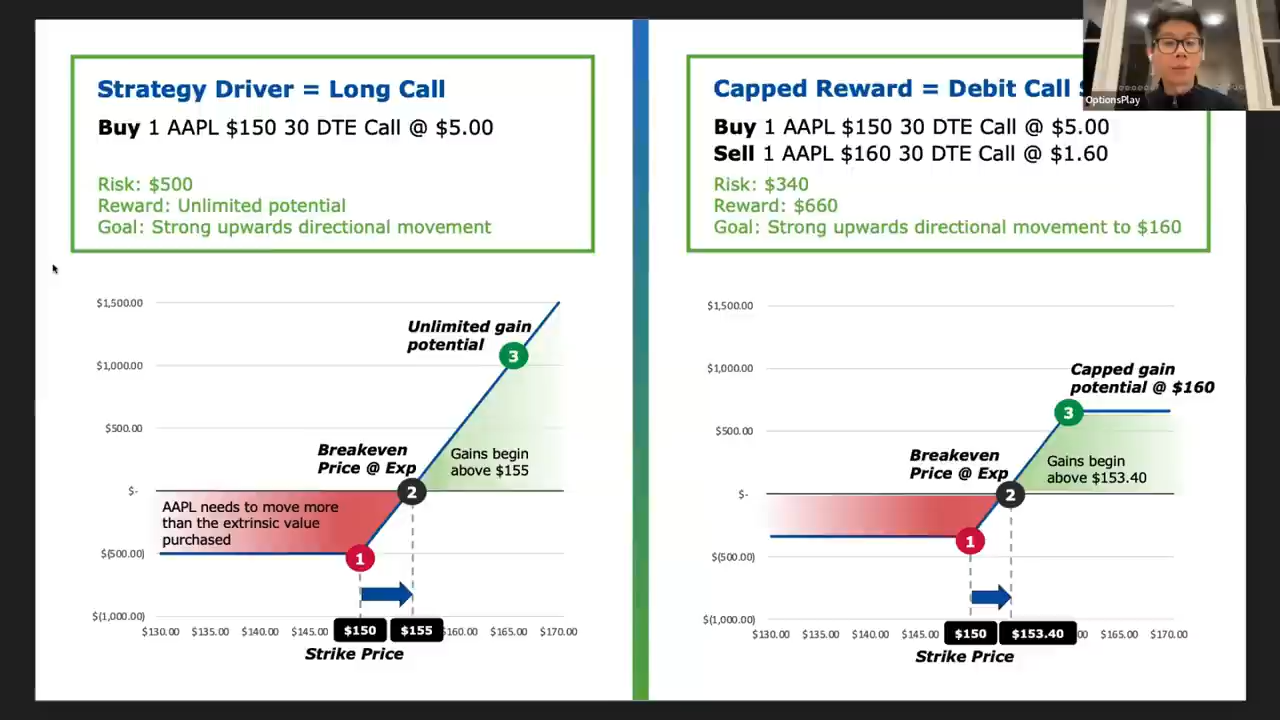 Strategy Driver = Long Call
Buy 1 AAPL $150 30 DTE Call @ $5.00
Risk: $500
Reward: Unlimited potential
Goal: Strong upwards directional movement
$1,500.00
Unlimited gain
potential
3
$1,000.00
$500.00
Breakeven
Price @ Exp
Gains begin
above $155
$-
2
AAPL needs to move more
than the extrinsic value
purchased
$(500.00)
1
$(1,000.00)
$130.00 $135.00 $140.00 $145.00 $150 $155 $160.00 $165.00 $170.00
Strike Price
Capped Reward = Debit Call
OptionsPlay
Buy 1 AAPL $150 30 DTE Call @ $5.00
Sell 1 AAPL $160 30 DTE Call @ $1.60
Risk: $340
Reward: $660
Goal: Strong upwards directional movement to $160
$1,500.00
$1,000.00
Capped gain
potential @ $160
3
$500.00
Breakeven
Price @ Exp
Gains begin
above $153.40
$-
2
1
$(500.00)
$(1,000.00)
$130.00 $135.00 $140.00 $145.00 $150 $153.40 $165.00 $170.00
Strike Price